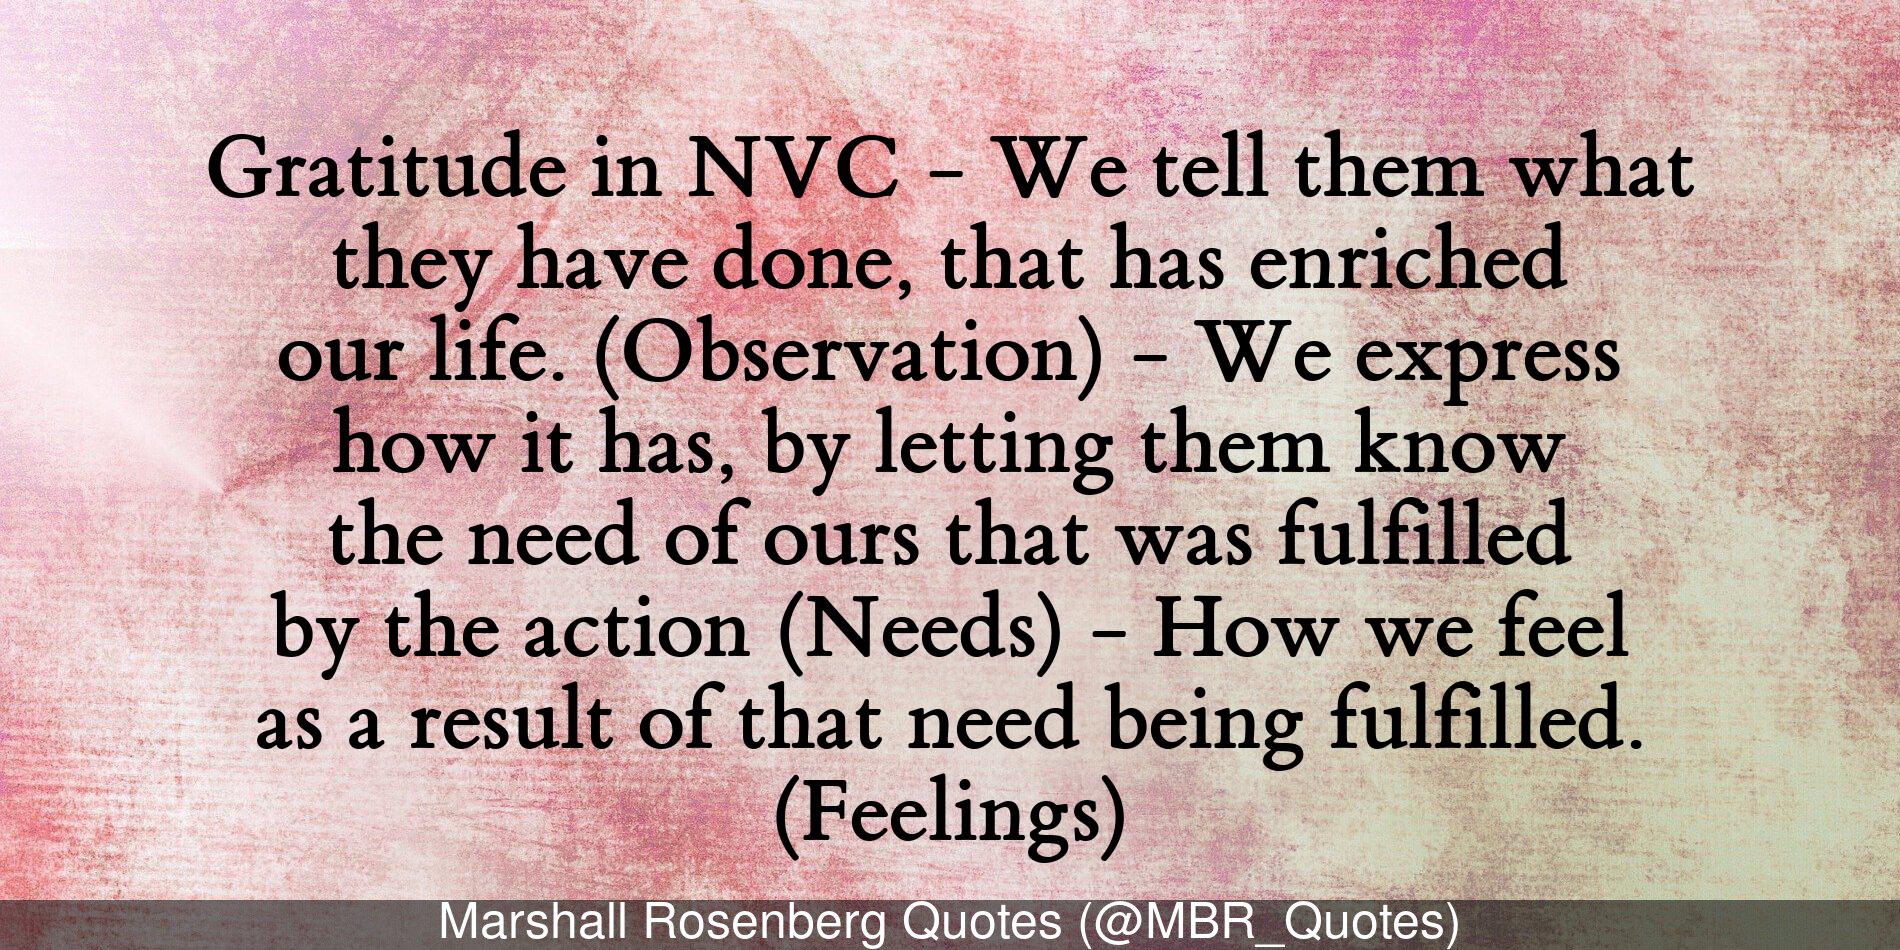 Gratitude in NVC - We tell them what
they have done, that has enriched
our life. (Observation) - We express
how it has, by letting them know
the need of ours that was fulfilled
by the action (Needs) - How we feel
as a result of that need being fulfilled.
(Feelings)
Marshall Rosenberg Quotes (@MBR_Quotes)